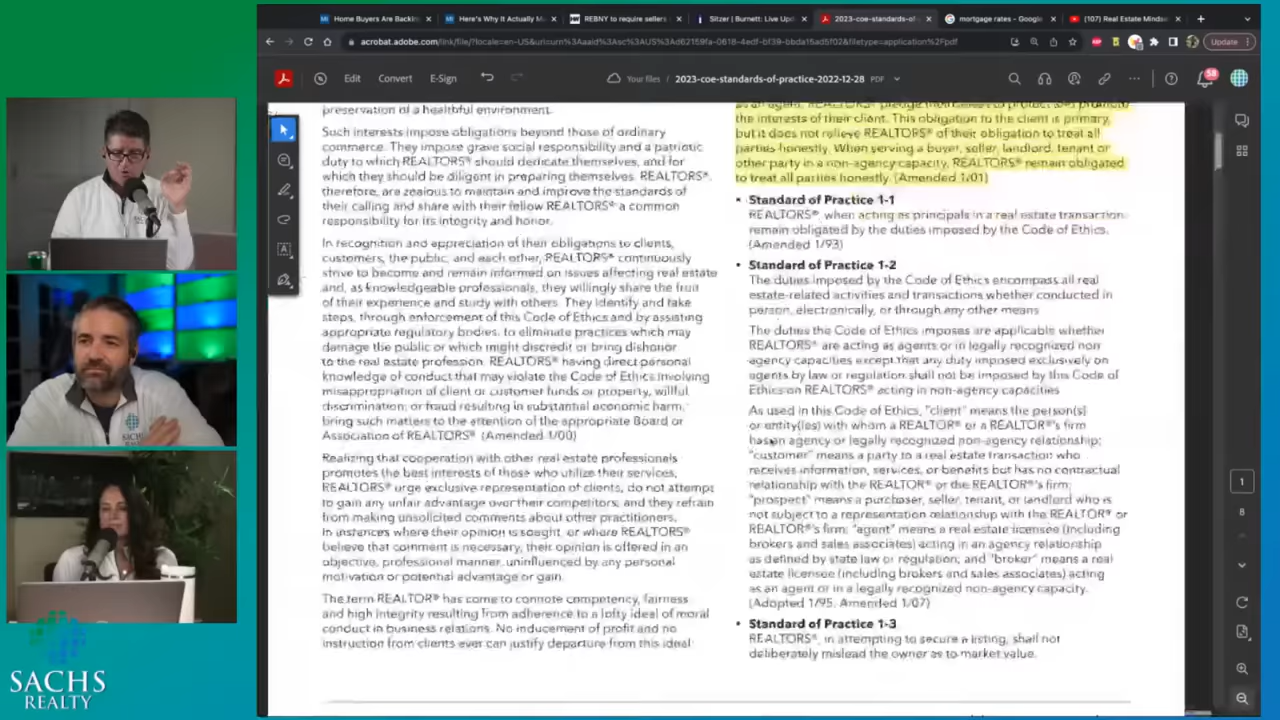 Home Buyers Are Backin
Here's Why It Actually M
REBNY to require sellers
Sitzer | Burnett: Live Upd
2023-coe-standards-of-
mortgage rates - Google
(107) Real Estate Mindse
Update
Edit
Convert
E-Sign
Your files / 2023-coe-standards-of-practice-2022-12-28 PDF
58
preservation of a healthful environment.
Such interests impose obligations beyond those of ordinary
commerce. They impose grave social responsibility and a patriotic
duty to which REALTORS® should dedicate themselves, and for
which they should be diligent in preparing themselves. REALTORS®,
therefore, are zealous to maintain and improve the standards of
their calling and share with their fellow REALTORS® a common
responsibility for its integrity and honor.
In recognition and appreciation of their obligations to clients,
customers, the public, and each other, REALTORS® continuously
strive to become and remain informed on issues affecting real estate
and, as knowledgeable professionals, they willingly share the fruit
of their experience and study with others. They identify and take
steps, through enforcement of this Code of Ethics and by assisting
appropriate regulatory bodies, to eliminate practices which may
damage the public or which might discredit or bring dishonor
to the real estate profession. REALTORS® having direct personal
knowledge of conduct that may violate the Code of Ethics involving
misappropriation of client or customer funds or property, willful
discrimination, or fraud resulting in substantial economic harm,
bring such matters to the attention of the appropriate Board or
Association of REALTORS®. (Amended 1/00)
Realizing that cooperation with other real estate professionals
promotes the best interests of those who utilize their services,
REALTORS® urge exclusive representation of clients; do not attempt
to gain any unfair advantage over their competitors; and they refrain
from making unsolicited comments about other practitioners.
In instances where their opinion is sought, or where REALTORS®
believe that comment is necessary, their opinion is offered in an
objective, professional manner, uninfluenced by any personal
motivation or potential advantage or gain.
The term REALTOR® has come to connote competency, fairness
and high integrity resulting from adherence to a lofty ideal of moral
conduct in business relations. No inducement of profit and no
instruction from clients ever can justify departure from this ideal
as an agent, REALTORS® pledge themselves to protect and promote
the interests of their client. This obligation to the client is primary,
but it does not relieve REALTORS® of their obligation to treat all
parties honestly. When serving a buyer, seller, landlord, tenant or
other party in a non-agency capacity, REALTORS® remain obligated
to treat all parties honestly. (Amended 1/01)
• Standard of Practice 1-1
REALTORS®, when acting as principals in a real estate transaction,
remain obligated by the duties imposed by the Code of Ethics.
(Amended 1/93)
• Standard of Practice 1-2
The duties imposed by the Code of Ethics encompass all real
estate-related activities and transactions whether conducted in
person, electronically, or through any other means
The duties the Code of Ethics imposes are applicable whether
REALTORS® are acting as agents or in legally recognized non
agency capacities except that any duty imposed exclusively on
agents by law or regulation shall not be imposed by this Code of
Ethics on REALTORS® acting in non-agency capacities
As used in this Code of Ethics, "client" means the person(s)
or entity(ies) with whom a REALTOR® or a REALTOR®'s firm
has an agency or legally recognized non-agency relationship;
"customer" means a party to a real estate transaction who
receives information, services, or benefits but has no contractual
relationship with the REALTOR® or the REALTOR®'s firm;
"prospect" means a purchaser, seller, tenant, or landlord who is
not subject to a representation relationship with the REALTOR® or
REALTOR®'s firm; "agent" means a real estate licensee (including
brokers and sales associates) acting in an agency relationship
as defined by state law or regulation; and "broker" means a real
estate licensee (including brokers and sales associates) acting
as an agent or in a legally recognized non-agency capacity.
(Adopted 1/95, Amended 1/07)
• Standard of Practice 1-3
REALTORS®, in attempting to secure a listing, shall not
deliberately mislead the owner as to market value.
1
8
SACHS
REALTY